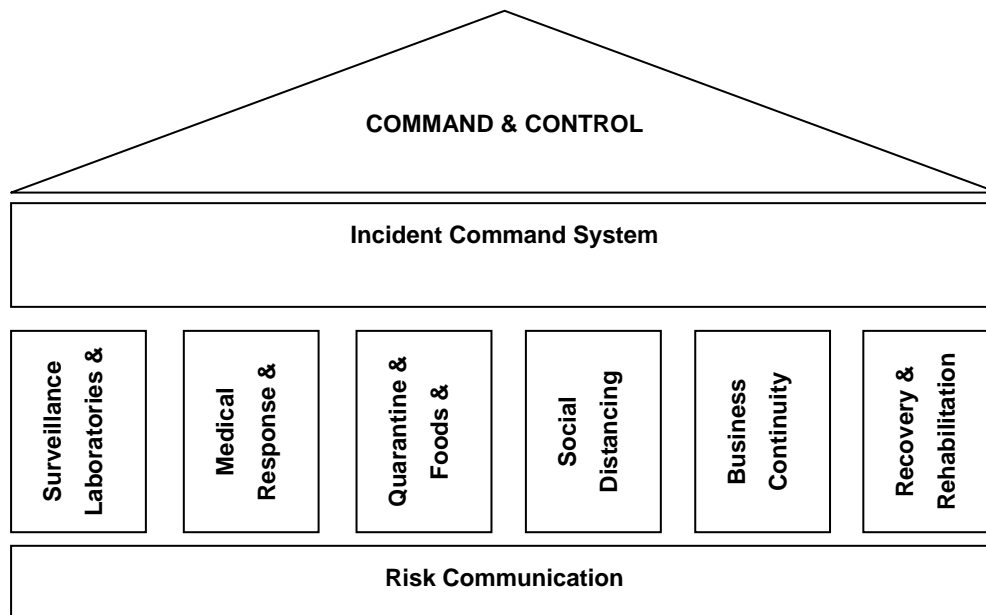 COMMAND & CONTROL
Incident Command System
Surveillance
Laboratories &
Medical
Response &
Quarantine &
Foods &
Social
Distancing
Business
Continuity
Recovery &
Rehabilitation
Risk Communication